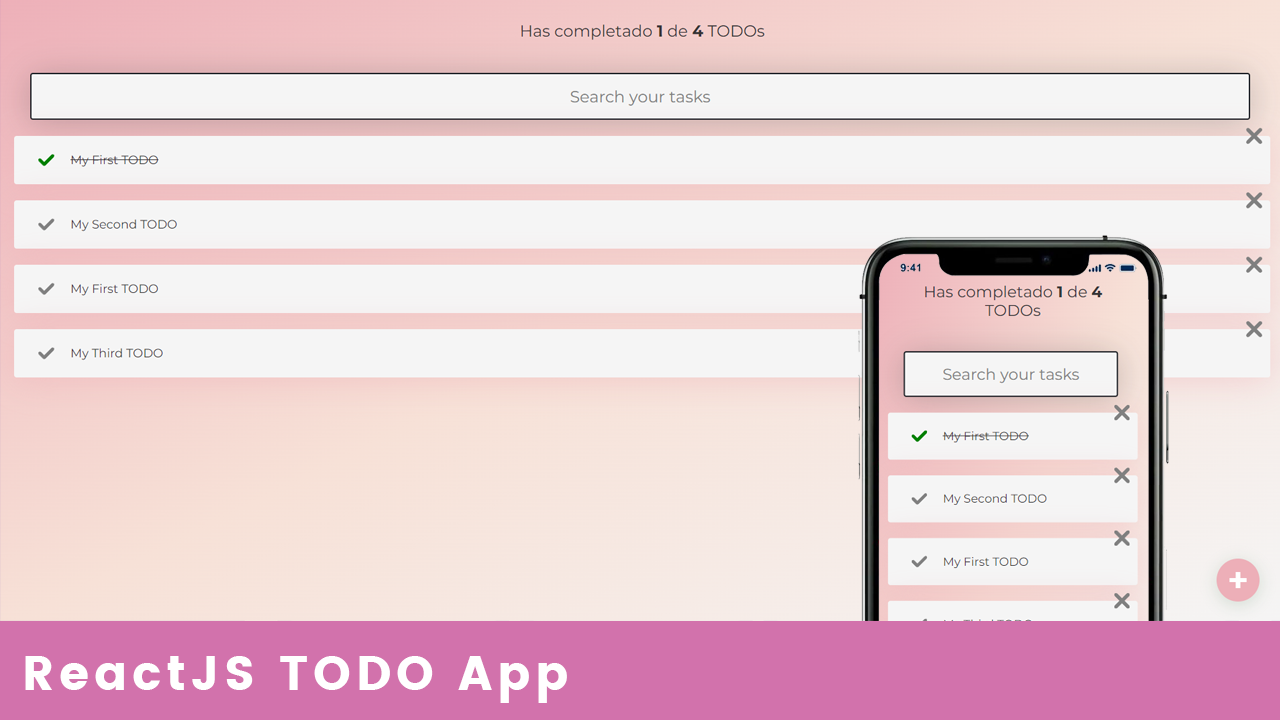 Has completado 1 de 4 TODOs
Search your tasks
My First TODO
My Second TODO
My First TODO
My Third TODO
9:41
Has completado 1 de 4
TODOs
Search your tasks
My First TODO
My Second TODO
My First TODO
ReactJS TODO App